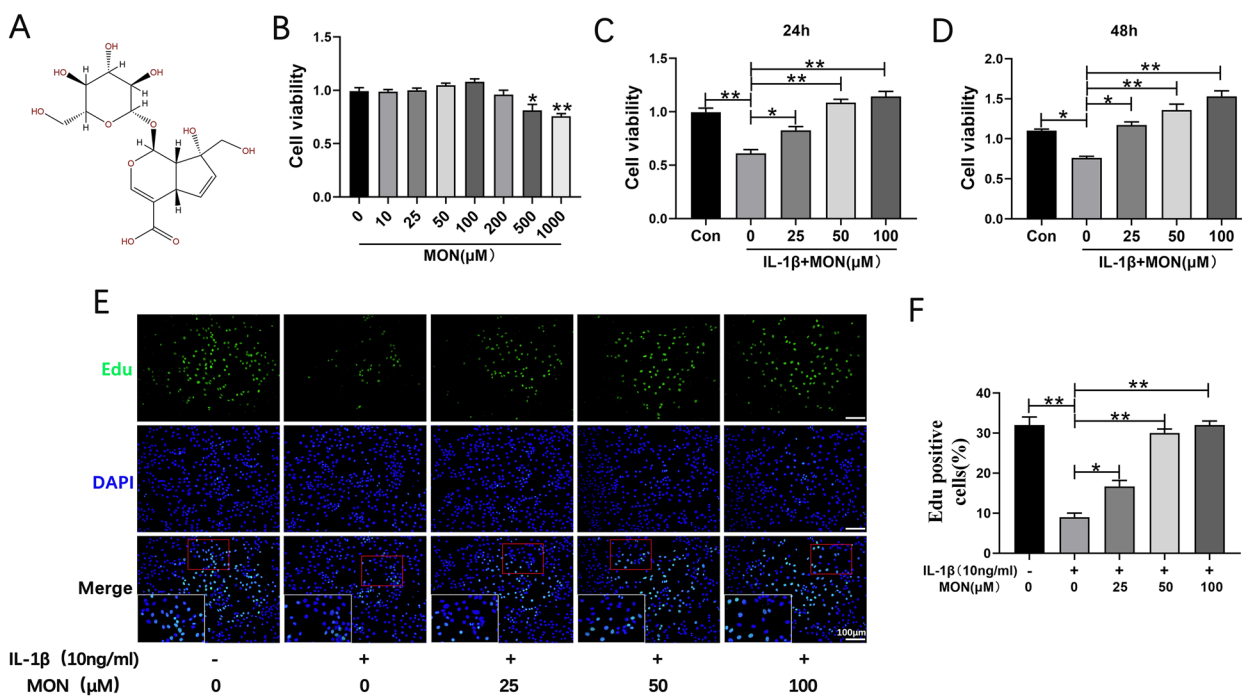 A
OH
HO
OH
H
H
H
H
HO
O
O
O
H
HO
H
OH
O
H
HO
O
B
Cell viability
1.5
1.0
0.5
0.0
*
**
0
10
25
50
100
200
500
1000
MON(μM)
C
24h
Cell viability
1.5
1.0
0.5
0.0
**
**
**
*
Con
0
25
50
100
IL-1β+MON(μM)
D
48h
Cell viability
2.0
1.5
1.0
0.5
0.0
**
**
*
*
Con
0
25
50
100
IL-1β+MON(μM)
E
Edu
DAPI
Merge
100μm
IL-1β (10ng/ml) - + + + +
MON (μM) 0 0 25 50 100
F
Edu positive
cells(%)
40
30
20
10
0
**
**
**
*
IL-1β(10ng/ml) - + + + +
MON(μM) 0 0 25 50 100